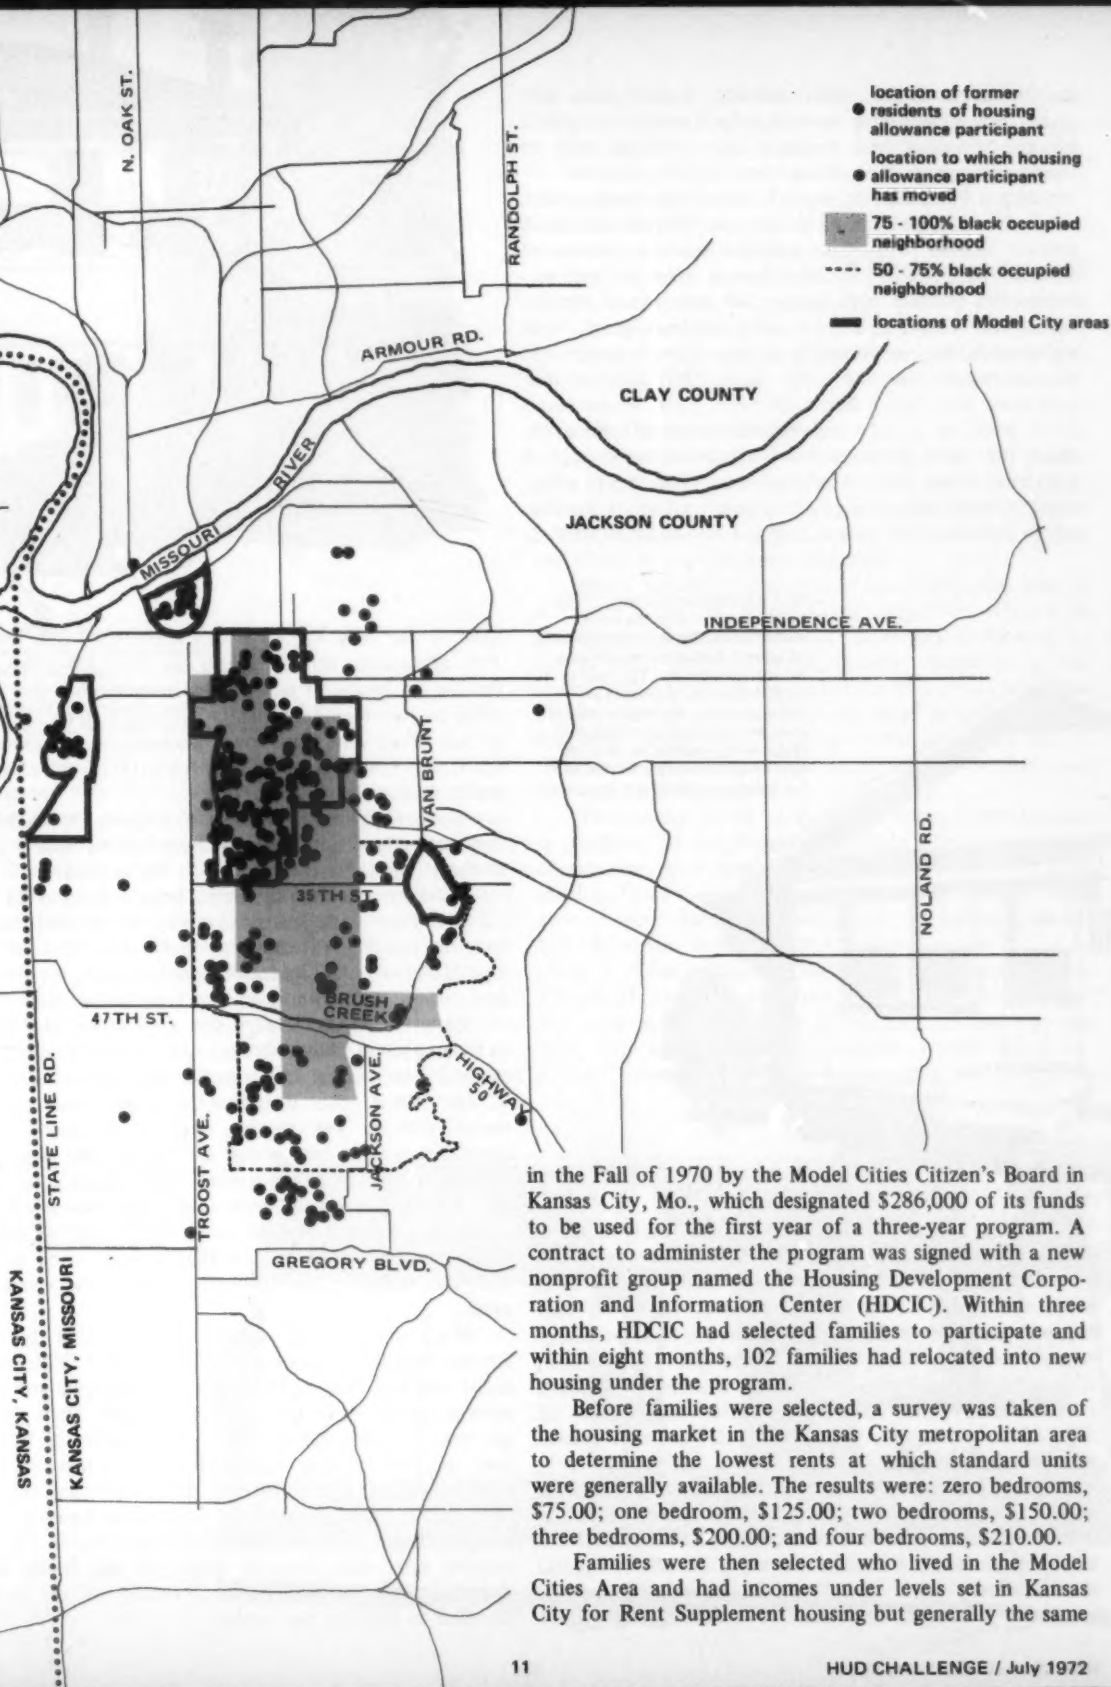 N. OAK ST.
RANDOLPH ST.
location of former
residents of housing
allowance participant
location to which housing
allowance participant
has moved
75 - 100% black occupied
neighborhood
50 - 75% black occupied
neighborhood
locations of Model City areas
ARMOUR RD.
CLAY COUNTY
RIVER
MISSOURI
JACKSON COUNTY
INDEPENDENCE AVE.
VAN BRUNT
NOLAND RD.
35TH ST.
BRUSH
CREEK
47TH ST.
HIGHWAY
50
STATE LINE RD.
TROOST AVE.
JACKSON AVE.
GREGORY BLVD.
KANSAS CITY, KANSAS
KANSAS CITY, MISSOURI
in the Fall of 1970 by the Model Cities Citizen's Board in
Kansas City, Mo., which designated $286,000 of its funds
to be used for the first year of a three-year program. A
contract to administer the program was signed with a new
nonprofit group named the Housing Development Corpo-
ration and Information Center (HDCIC). Within three
months, HDCIC had selected families to participate and
within eight months, 102 families had relocated into new
housing under the program.
Before families were selected, a survey was taken of
the housing market in the Kansas City metropolitan area
to determine the lowest rents at which standard units
were generally available. The results were: zero bedrooms,
$75.00; one bedroom, $125.00; two bedrooms, $150.00;
three bedrooms, $200.00; and four bedrooms, $210.00.
Families were then selected who lived in the Model
Cities Area and had incomes under levels set in Kansas
City for Rent Supplement housing but generally the same
11
HUD CHALLENGE / July 1972